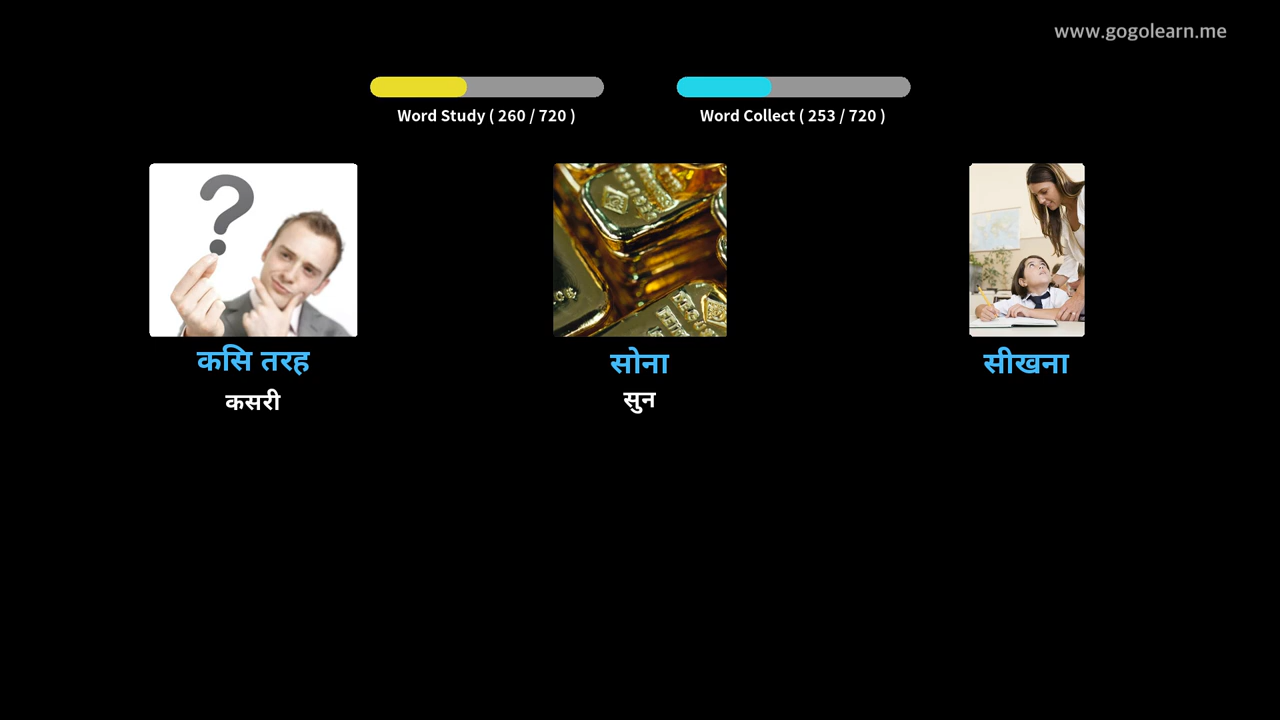 www.gogolearn.me
Word Study ( 260 / 720 )
Word Collect ( 253 / 720 )
कसि तरह
सोना
सीखना
कसरी
सुन